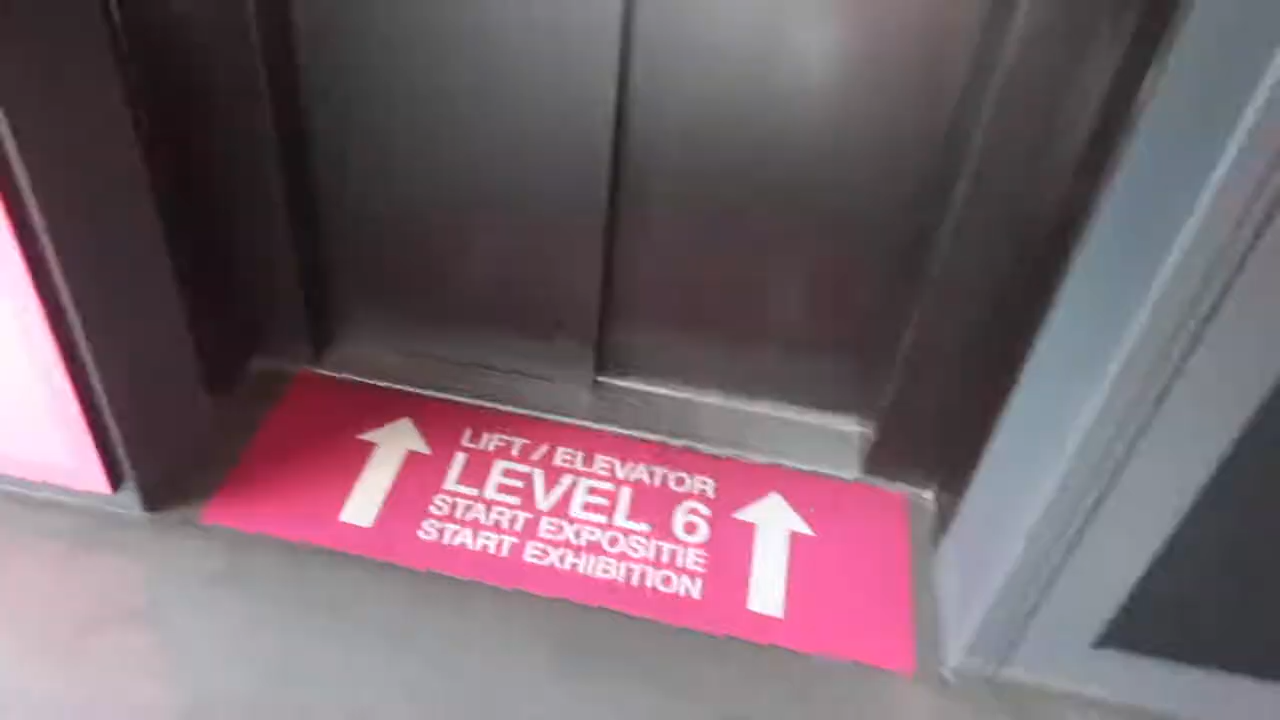 LIFT / ELEVATOR
LEVEL 6
START EXPOSITIE
START EXHIBITION